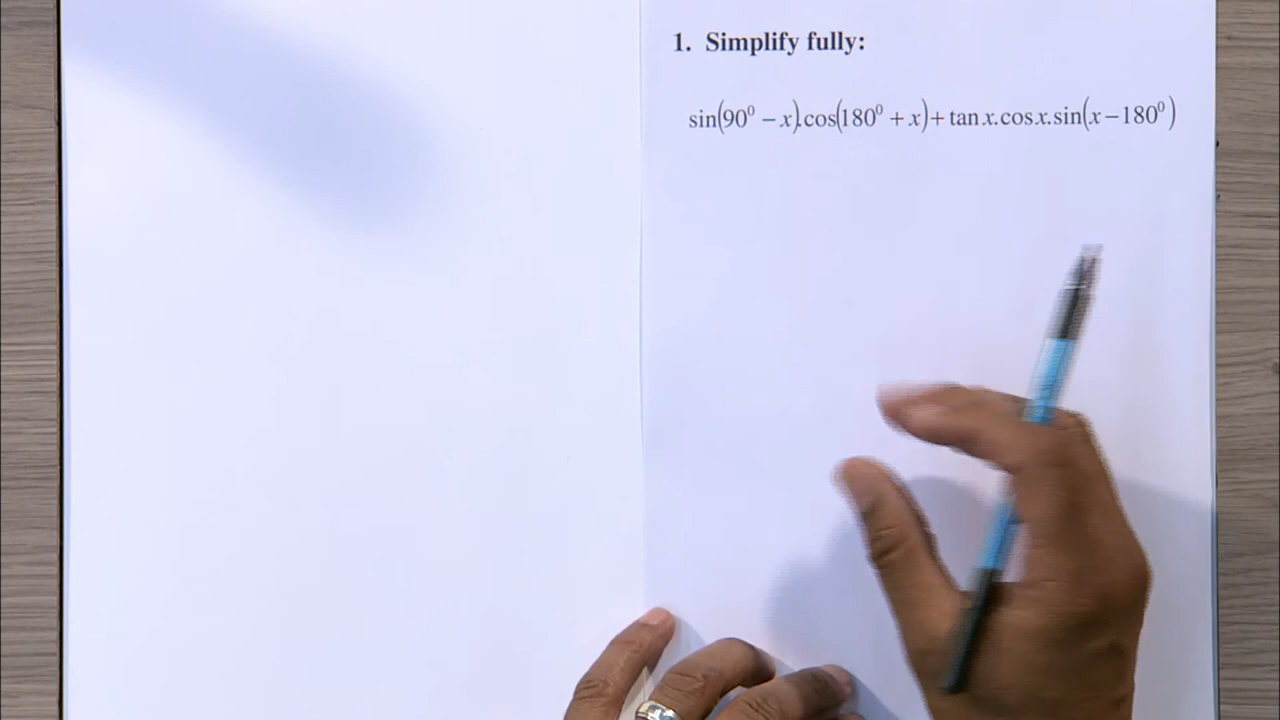 1. Simplify fully:
sin(90⁰ − x).cos(180⁰ + x) + tan x.cos x.sin(x − 180⁰)